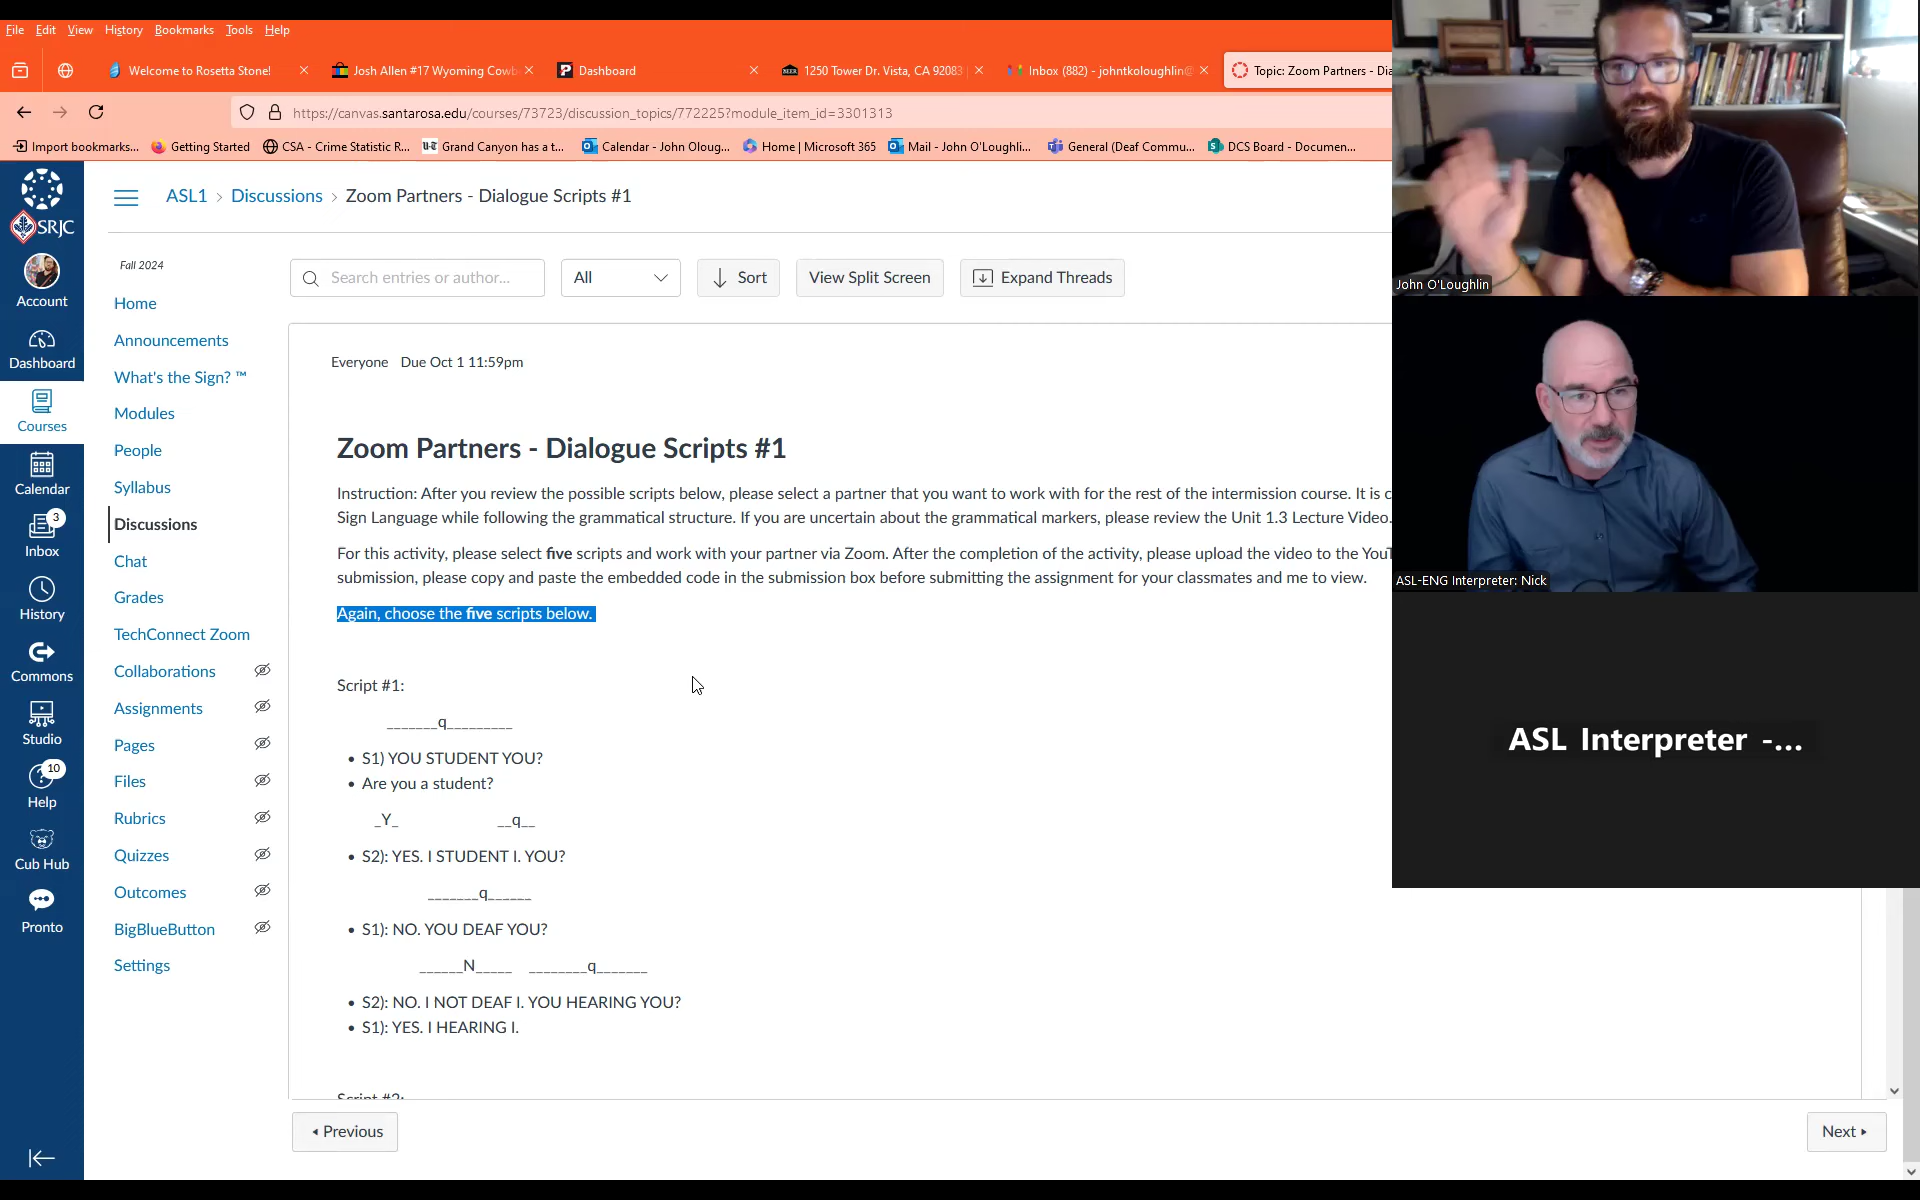 File Edit View History Bookmarks Tools Help
Welcome to Rosetta Stone!
Josh Allen #17 Wyoming Cowb
Dashboard
1250 Tower Dr. Vista, CA 92083
Inbox (882) - johntkoloughlin@
Topic: Zoom Partners - Dia
https://canvas.santarosa.edu/courses/73723/discussion_topics/772225?module_item_id=3301313
Import bookmarks... Getting Started CSA - Crime Statistic R... Grand Canyon has a t... Calendar - John Oloug... Home | Microsoft 365 Mail - John O'Loughli... General (Deaf Commu... DCS Board - Documen...
SRJC
Account
Dashboard
Courses
Calendar
3
Inbox
History
Commons
Studio
10
Help
Cub Hub
Pronto
ASL1 › Discussions › Zoom Partners - Dialogue Scripts #1
Fall 2024
Home
Announcements
What's the Sign? ™
Modules
People
Syllabus
Discussions
Chat
Grades
TechConnect Zoom
Collaborations
Assignments
Pages
Files
Rubrics
Quizzes
Outcomes
BigBlueButton
Settings
Search entries or author...
All
Sort
View Split Screen
Expand Threads
Everyone Due Oct 1 11:59pm
Zoom Partners - Dialogue Scripts #1
Instruction: After you review the possible scripts below, please select a partner that you want to work with for the rest of the intermission course. It is c
Sign Language while following the grammatical structure. If you are uncertain about the grammatical markers, please review the Unit 1.3 Lecture Video.
For this activity, please select five scripts and work with your partner via Zoom. After the completion of the activity, please upload the video to the YouT
submission, please copy and paste the embedded code in the submission box before submitting the assignment for your classmates and me to view.
Again, choose the five scripts below.
Script #1:
_______q_________
• S1) YOU STUDENT YOU?
• Are you a student?
_Y_ __q__
• S2): YES. I STUDENT I. YOU?
_______q______
• S1): NO. YOU DEAF YOU?
______N_____ ________q_______
• S2): NO. I NOT DEAF I. YOU HEARING YOU?
• S1): YES. I HEARING I.
Script #2:
Previous
Next
John O'Loughlin
ASL-ENG Interpreter: Nick
ASL Interpreter -...